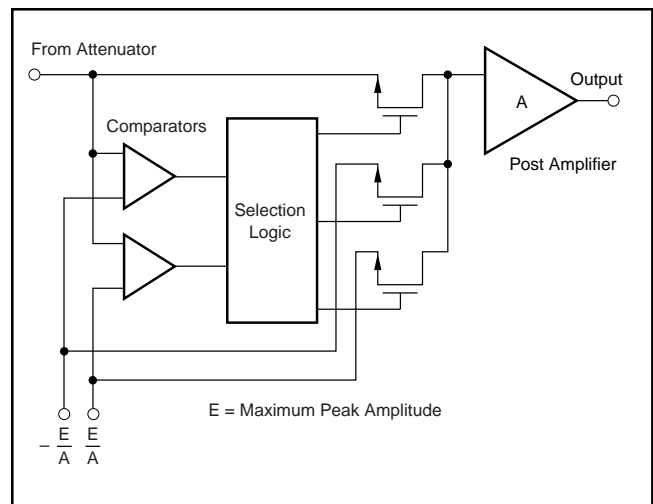 From Attenuator
Output
A
Comparators
Post Amplifier
Selection
Logic
E = Maximum Peak Amplitude
– E/A
E/A